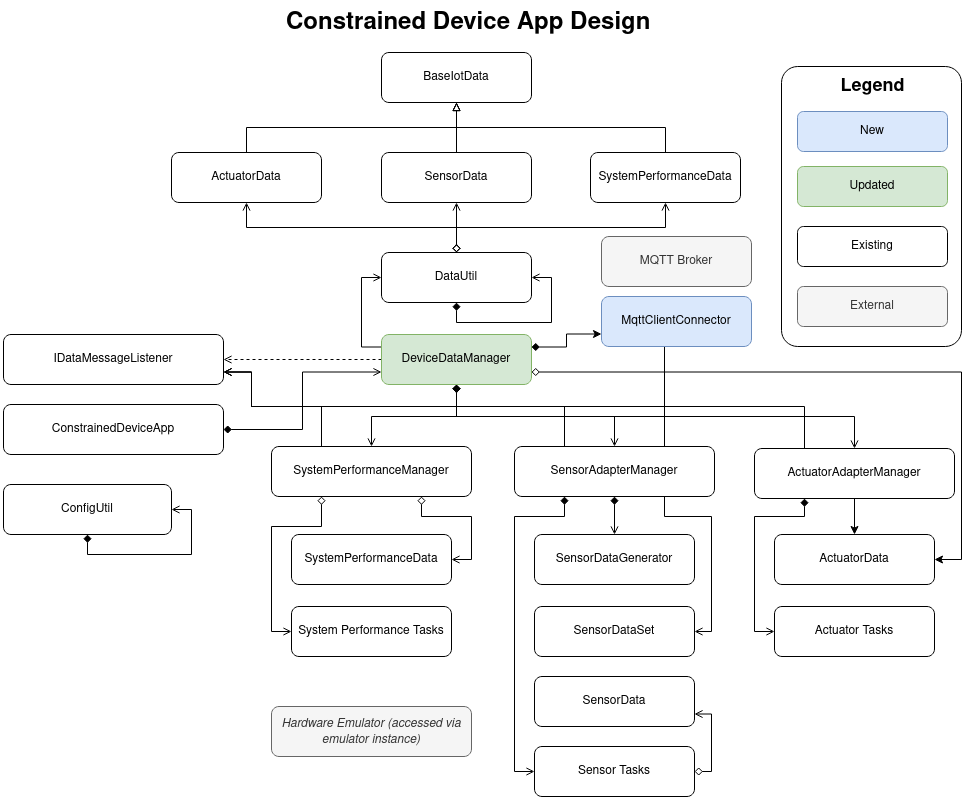 Constrained Device App Design
BaseIotData
Legend
New
ActuatorData
SensorData
SystemPerformanceData
Updated
Existing
MQTT Broker
DataUtil
External
MqttClientConnector
IDataMessageListener
DeviceDataManager
ConstrainedDeviceApp
SystemPerformanceManager
SensorAdapterManager
ActuatorAdapterManager
ConfigUtil
SystemPerformanceData
SensorDataGenerator
ActuatorData
System Performance Tasks
SensorDataSet
Actuator Tasks
SensorData
Hardware Emulator (accessed via
emulator instance)
Sensor Tasks